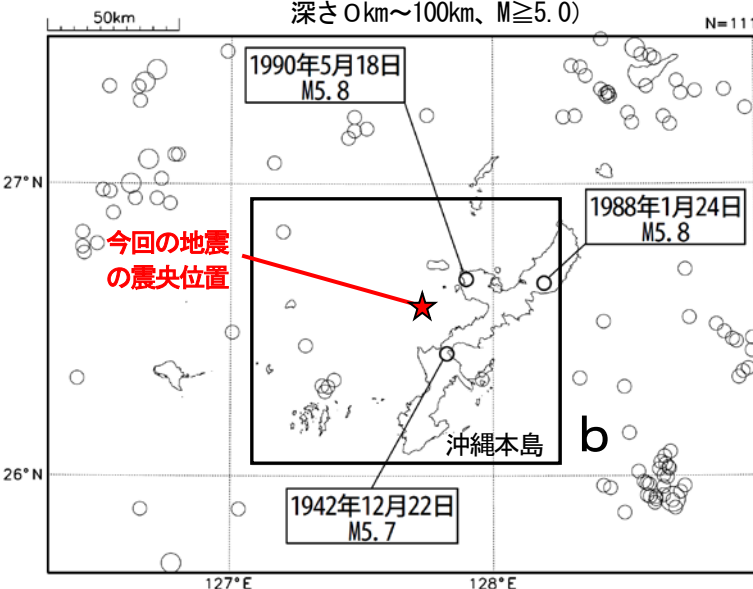 深さ0km~100km、M≧5.0)
50km
N=111
1990年5月18日
M5.8
27°N
1988年1月24日
M5.8
今回の地震
の震央位置
沖縄本島
b
26°N
1942年12月22日
M5.7
127°E
128°E